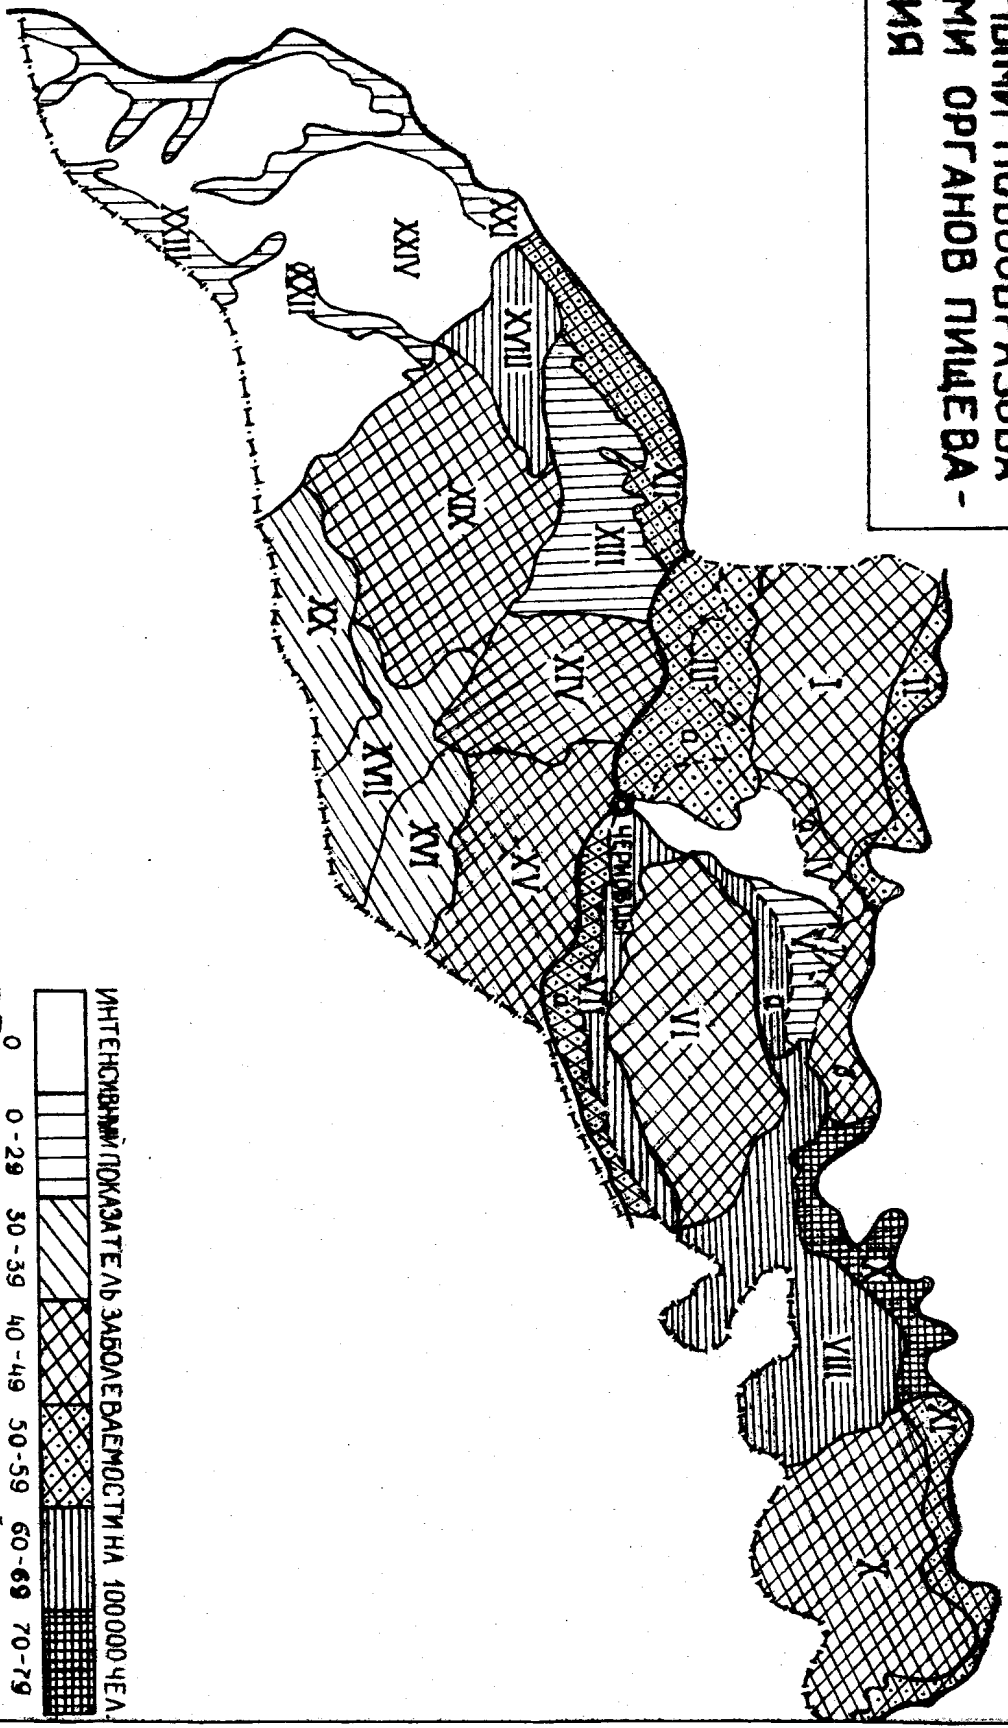 МИ ОРГАНОВ ПИЩЕВА-
ИЯ
I
II
III
а
IV
а
V
а
б
VI
VII
а
ЧЕРНОВЦЫ
VIII
IX
X
XI
XII
XIII
XIV
XV
XVI
XVII
XVIII
XIX
XX
XXI
XXII
XXIII
XXIV
ИНТЕНСИВНЫЙ ПОКАЗАТЕЛЬ ЗАБОЛЕВАЕМОСТИ НА 100000 ЧЕЛ.
0 0-29 30-39 40-49 50-59 60-69 70-79